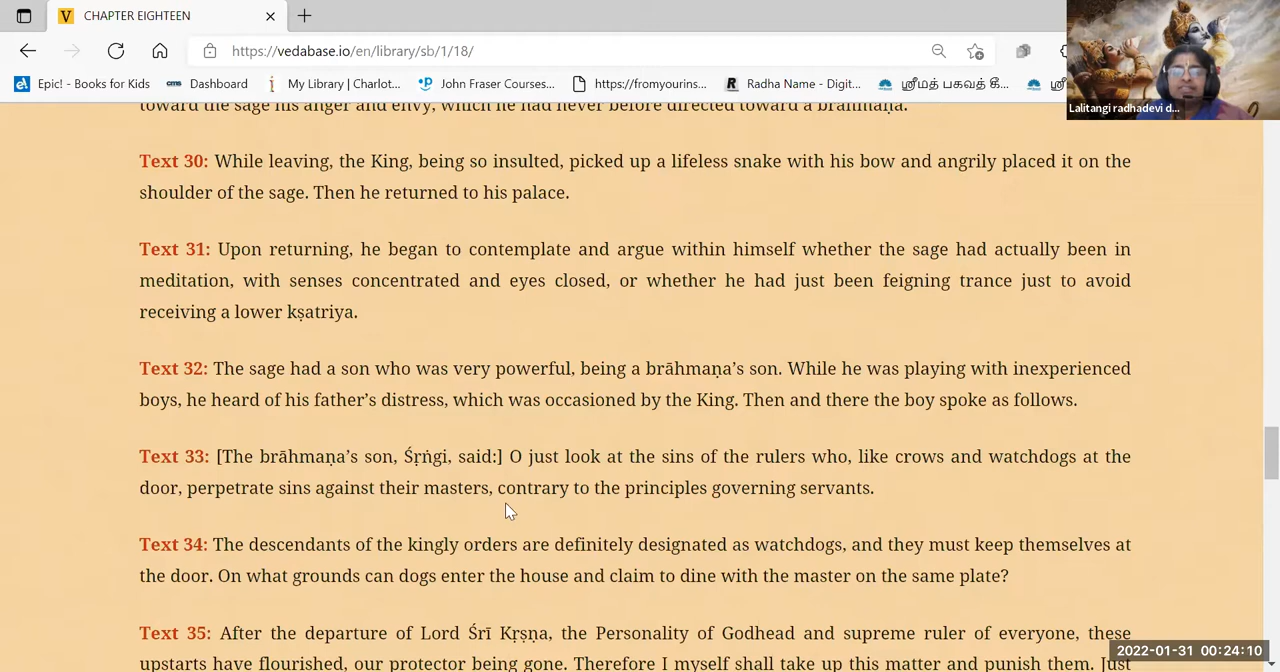 CHAPTER EIGHTEEN
https://vedabase.io/en/library/sb/1/18/
Epic! - Books for Kids
cms Dashboard
My Library | Charlot...
John Fraser Courses...
https://fromyourins...
Radha Name - Digit...
ஸ்ரீமத் பகவத் கீ...
Lalitangi radhadevi d...
toward the sage his anger and envy, which he had never before directed toward a brāhmaṇa.
Text 30: While leaving, the King, being so insulted, picked up a lifeless snake with his bow and angrily placed it on the
shoulder of the sage. Then he returned to his palace.
Text 31: Upon returning, he began to contemplate and argue within himself whether the sage had actually been in
meditation, with senses concentrated and eyes closed, or whether he had just been feigning trance just to avoid
receiving a lower kṣatriya.
Text 32: The sage had a son who was very powerful, being a brāhmaṇa’s son. While he was playing with inexperienced
boys, he heard of his father’s distress, which was occasioned by the King. Then and there the boy spoke as follows.
Text 33: [The brāhmaṇa’s son, Śṛṅgi, said:] O just look at the sins of the rulers who, like crows and watchdogs at the
door, perpetrate sins against their masters, contrary to the principles governing servants.
Text 34: The descendants of the kingly orders are definitely designated as watchdogs, and they must keep themselves at
the door. On what grounds can dogs enter the house and claim to dine with the master on the same plate?
Text 35: After the departure of Lord Śrī Kṛṣṇa, the Personality of Godhead and supreme ruler of everyone, these
upstarts have flourished, our protector being gone. Therefore I myself shall take up this matter and punish them. Just
2022-01-31 00:24:10